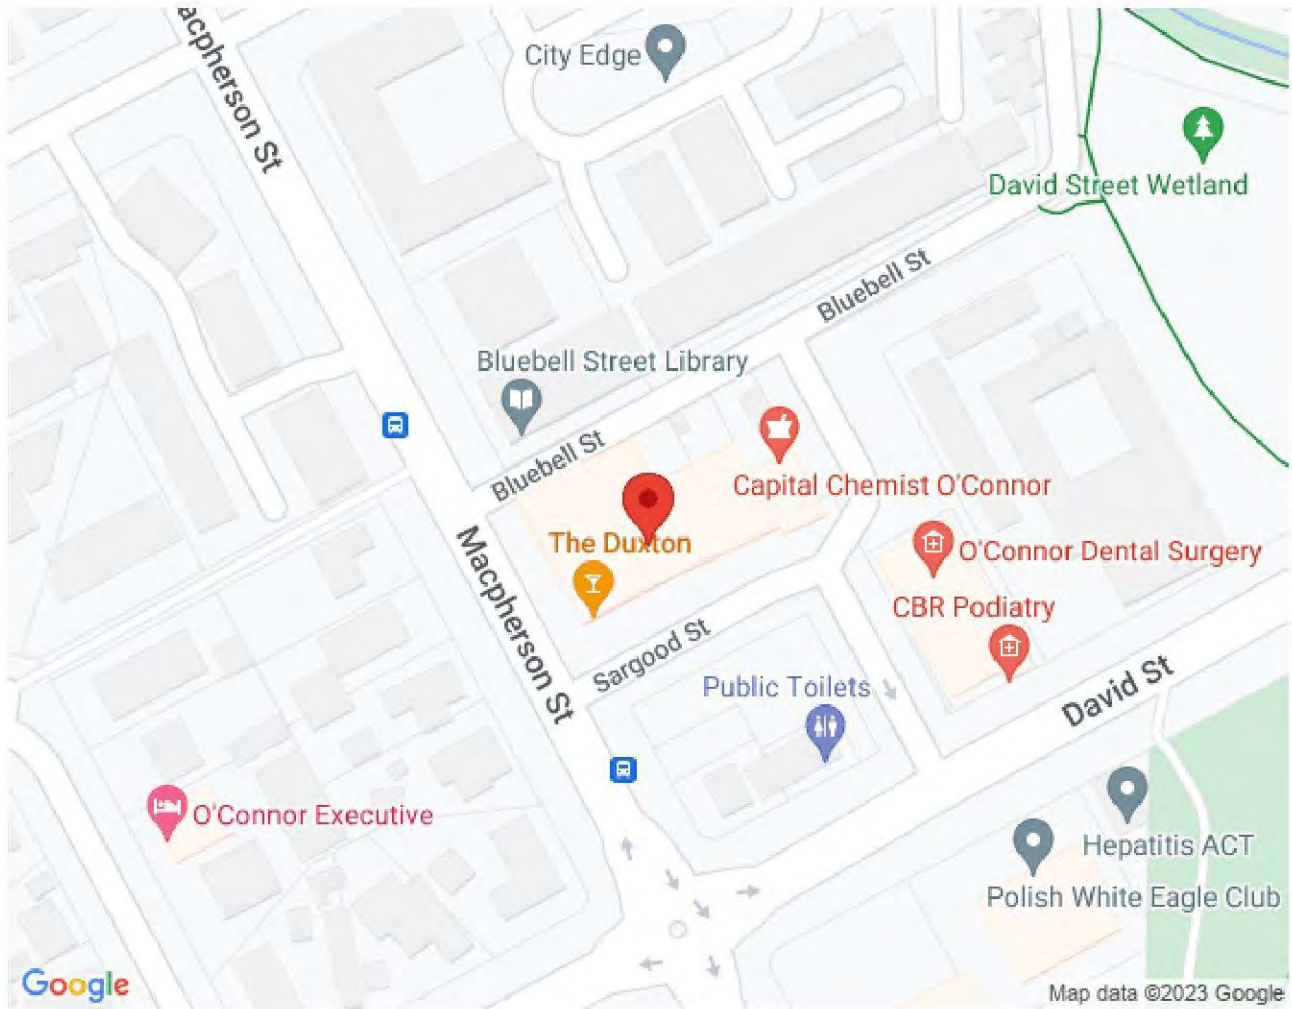 acpherson St
City Edge
David Street Wetland
Bluebell St
Bluebell Street Library
Bluebell St
Capital Chemist O'Connor
The Duxton
O'Connor Dental Surgery
CBR Podiatry
Macpherson St
Sargood St
Public Toilets
David St
O'Connor Executive
Hepatitis ACT
Polish White Eagle Club
Google
Map data ©2023 Google